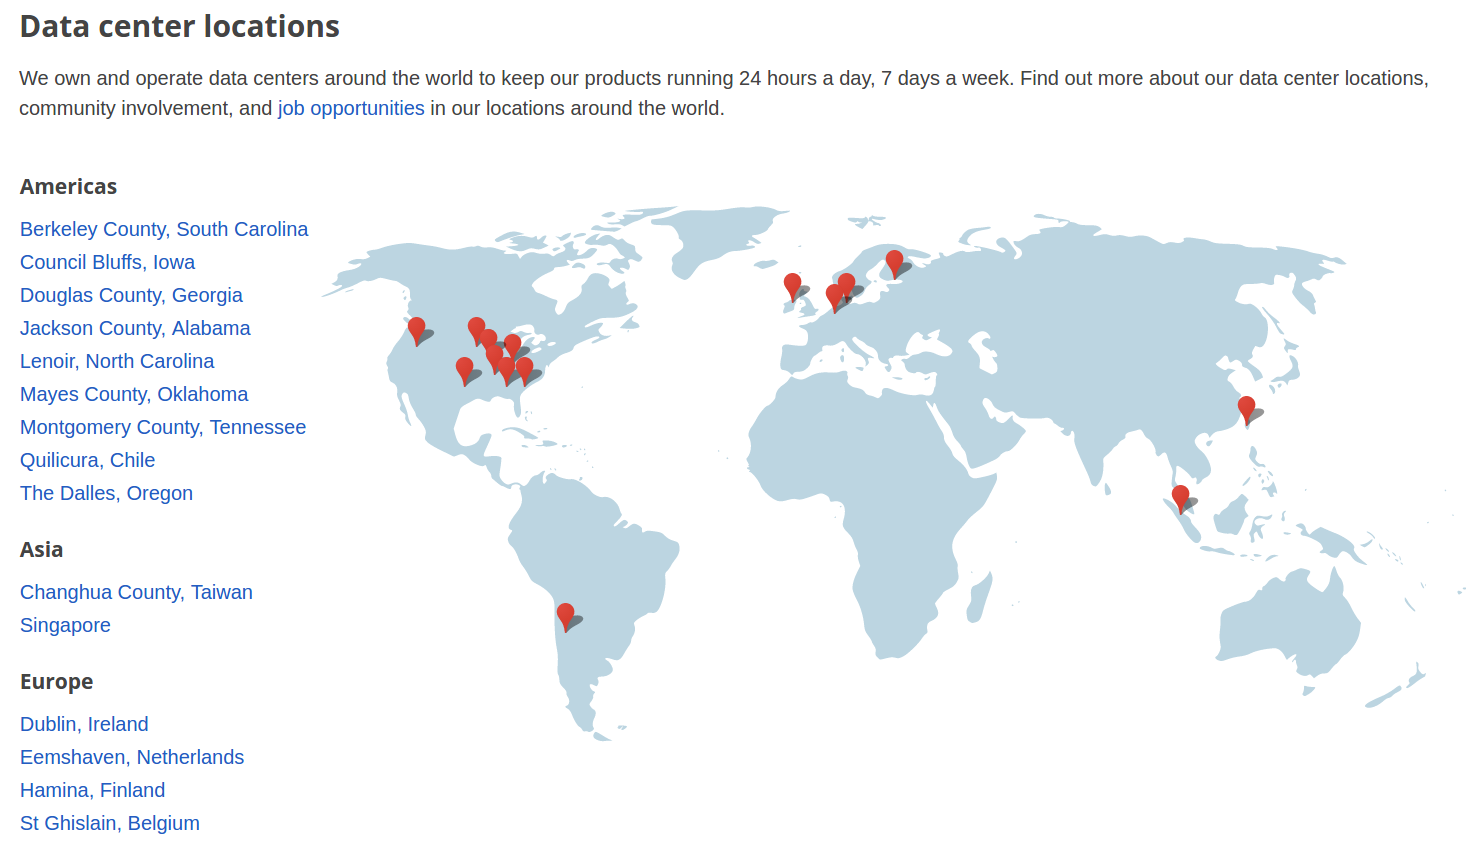 Data center locations
We own and operate data centers around the world to keep our products running 24 hours a day, 7 days a week. Find out more about our data center locations,
community involvement, and job opportunities in our locations around the world.
Americas
Berkeley County, South Carolina
Council Bluffs, Iowa
Douglas County, Georgia
Jackson County, Alabama
Lenoir, North Carolina
Mayes County, Oklahoma
Montgomery County, Tennessee
Quilicura, Chile
The Dalles, Oregon
Asia
Changhua County, Taiwan
Singapore
Europe
Dublin, Ireland
Eemshaven, Netherlands
Hamina, Finland
St Ghislain, Belgium